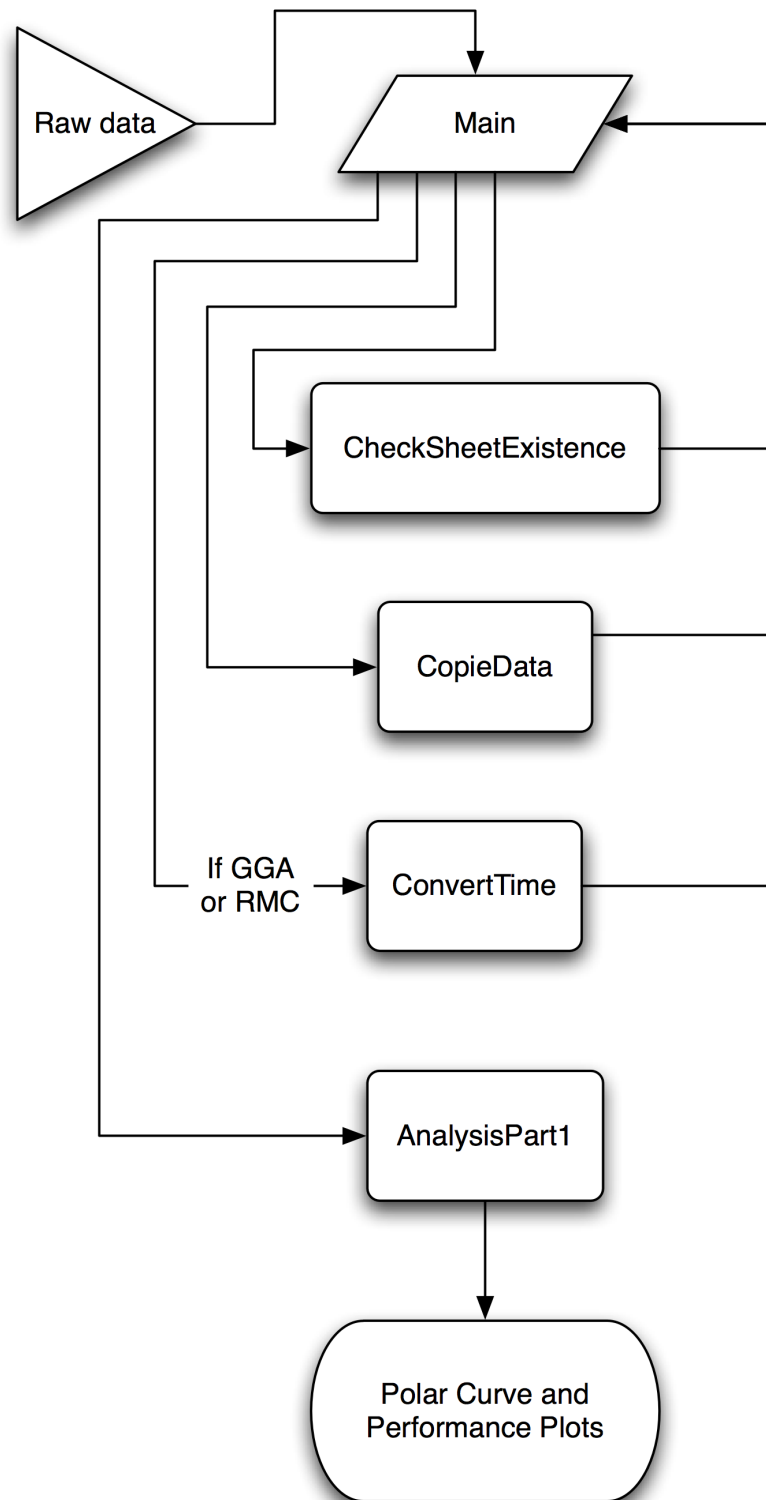 Raw data
Main
CheckSheetExistence
CopieData
If GGA
or RMC
ConvertTime
AnalysisPart1
Polar Curve and
Performance Plots